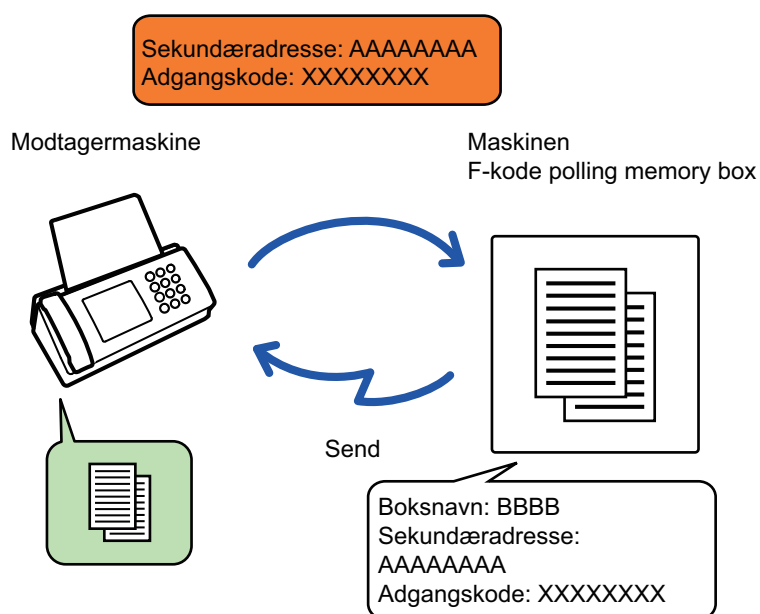 Sekundæradresse: AAAAAAAA
Adgangskode: XXXXXXXX
Modtagermaskine
Maskinen
F-kode polling memory box
Send
Boksnavn: BBBB
Sekundæradresse:
AAAAAAAA
Adgangskode: XXXXXXXX